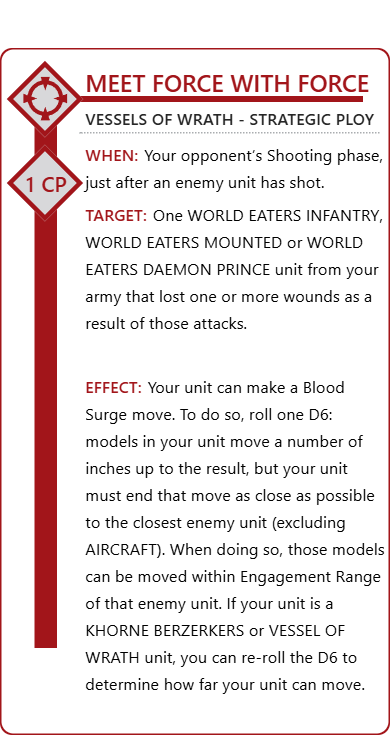 MEET FORCE WITH FORCE
VESSELS OF WRATH - STRATEGIC PLOY
1 CP
WHEN: Your opponent's Shooting phase,
just after an enemy unit has shot.
TARGET: One WORLD EATERS INFANTRY,
WORLD EATERS MOUNTED or WORLD
EATERS DAEMON PRINCE unit from your
army that lost one or more wounds as a
result of those attacks.
EFFECT: Your unit can make a Blood
Surge move. To do so, roll one D6:
models in your unit move a number of
inches up to the result, but your unit
must end that move as close as possible
to the closest enemy unit (excluding
AIRCRAFT). When doing so, those models
can be moved within Engagement Range
of that enemy unit. If your unit is a
KHORNE BERZERKERS or VESSEL OF
WRATH unit, you can re-roll the D6 to
determine how far your unit can move.